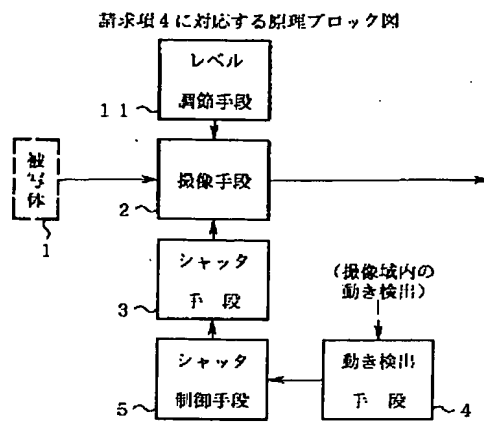 請求項4に対応する原理ブロック図
レベル
調節手段
11
被写体
1
撮像手段
2
シャッタ
手段
3
(撮像域内の
動き検出)
シャッタ
制御手段
5
動き検出
手段
4